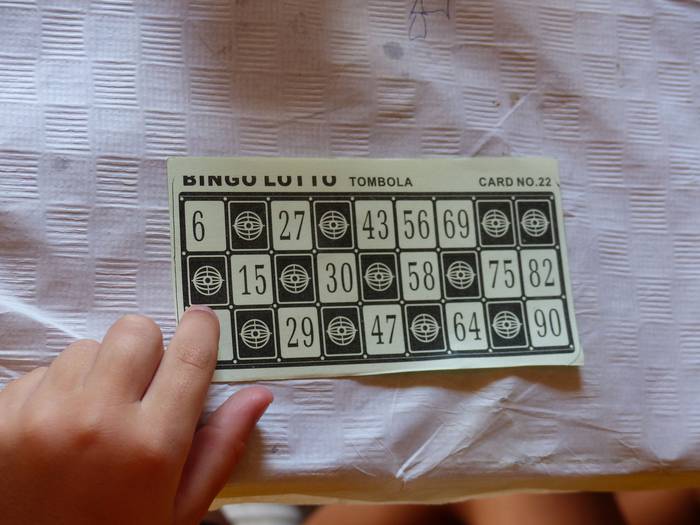 BINGO LOTTO TOMBOLA CARD NO.22
6 27 43 56 69
15 30 58 75 82
29 47 64 90